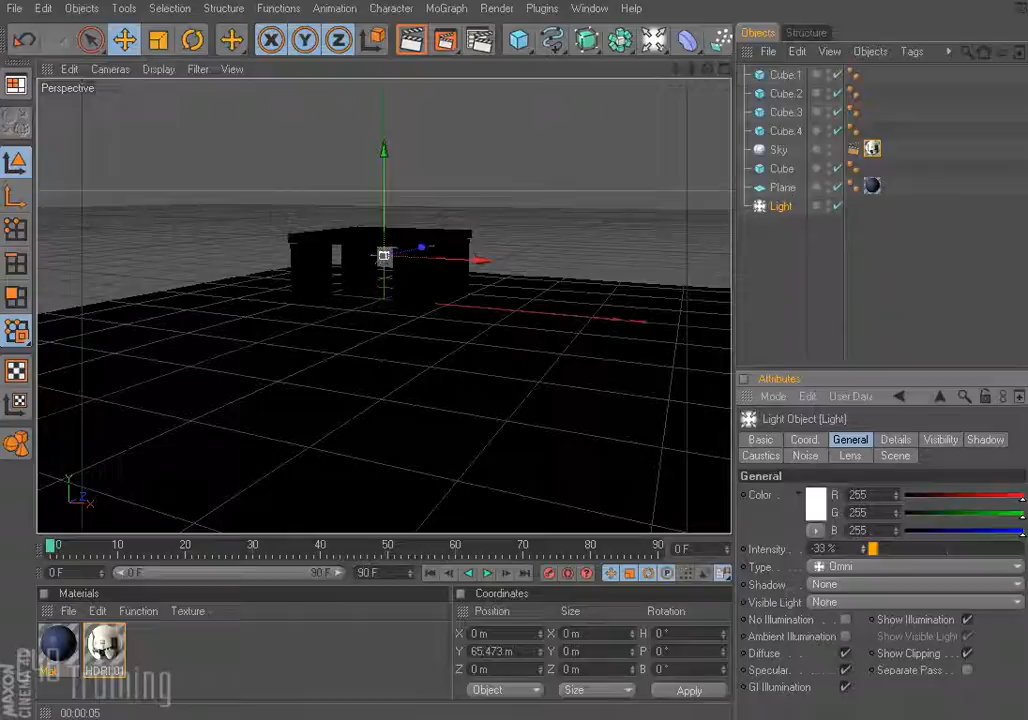 File Edit Objects Tools Selection Structure Functions Animation Character MoGraph Render Plugins Window Help
Edit Cameras Display Filter View
Perspective
Y
Z
X
0 10 20 30 40 50 60 70 80 90 0 F
0 F 0 F 90 F 90 F
Materials
File Edit Function Texture
Mat HDRI.01
Training
MAXON
CINEMA 4D
00:00:05
Coordinates
Position Size Rotation
X 0 m X 0 m H 0 °
Y 65.473 m Y 0 m P 0 °
Z 0 m Z 0 m B 0 °
Object Size Apply
Objects Structure
File Edit View Objects Tags
Cube.1
Cube.2
Cube.3
Cube.4
Sky
Cube
Plane
Light
Attributes
Mode Edit User Data
Light Object [Light]
Basic Coord. General Details Visibility Shadow
Caustics Noise Lens Scene
General
Color R 255
G 255
B 255
Intensity -33 %
Type Omni
Shadow None
Visible Light None
No Illumination Show Illumination
Ambient Illumination Show Visible Light
Diffuse Show Clipping
Specular Separate Pass
GI Illumination